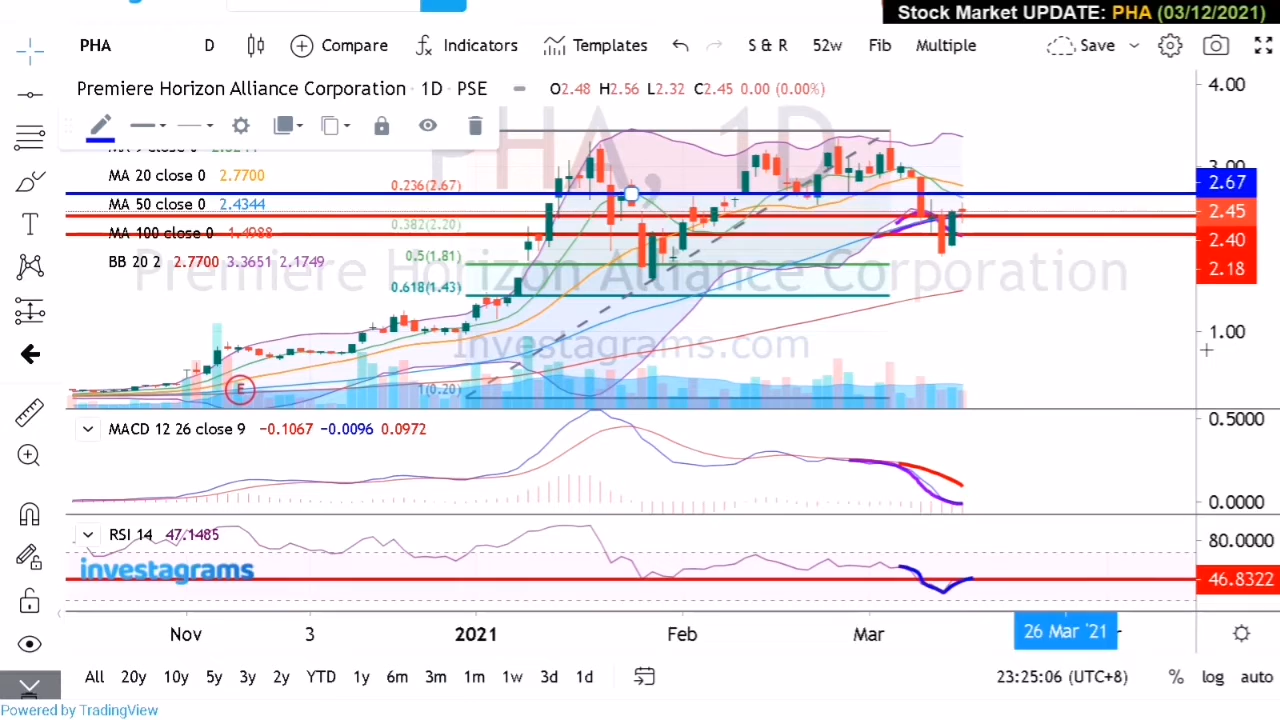 Stock Market UPDATE: PHA (03/12/2021)
PHA D Compare Indicators Templates S & R 52w Fib Multiple Save
Premiere Horizon Alliance Corporation · 1D · PSE O2.48 H2.56 L2.32 C2.45 0.00 (0.00%)
4.00
PHA, 1D
MA 20 close 0 2.7700
3.00
0.236(2.67)
2.67
MA 50 close 0 2.4344
2.45
0.382(2.20)
MA 100 close 0 1.4988
2.40
BB 20 2 2.7700 3.3651 2.1749
0.5(1.81)
2.18
Premiere Horizon Alliance Corporation
0.618(1.43)
1.00
Investagrams.com
E
1(0.20)
MACD 12 26 close 9 −0.1067 −0.0096 0.0972
0.5000
0.0000
RSI 14 47.1485
80.0000
investagrams
46.8322
Nov 3 2021 Feb Mar 26 Mar '21
All 20y 10y 5y 3y 2y YTD 1y 6m 3m 1m 1w 3d 1d 23:25:06 (UTC+8) % log auto
Powered by TradingView